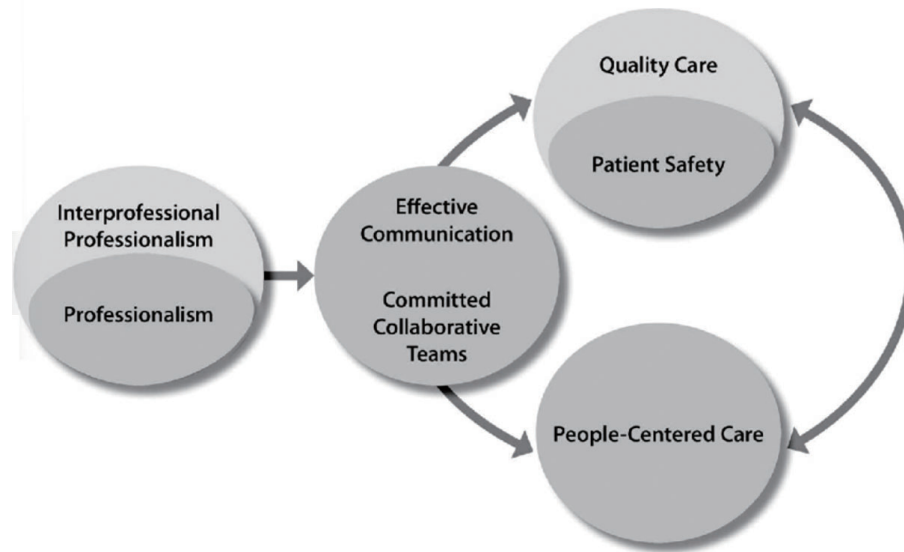 Interprofessional
Professionalism
Professionalism
Effective
Communication
Committed
Collaborative
Teams
Quality Care
Patient Safety
People-Centered Care